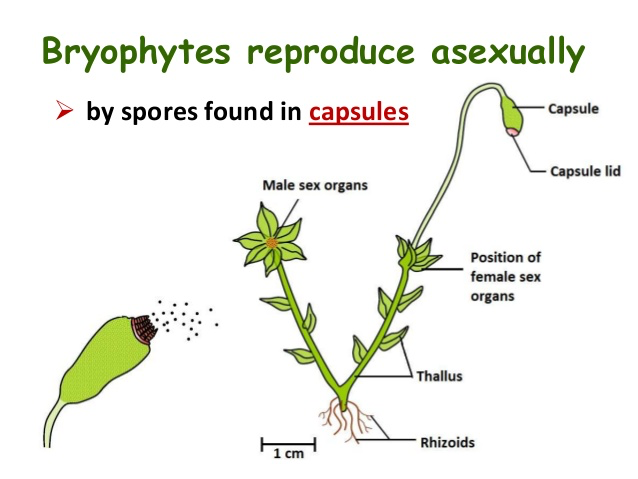 Bryophytes reproduce asexually
➢ by spores found in capsules
Capsule
Capsule lid
Male sex organs
Position of
female sex
organs
Thallus
Rhizoids
1 cm